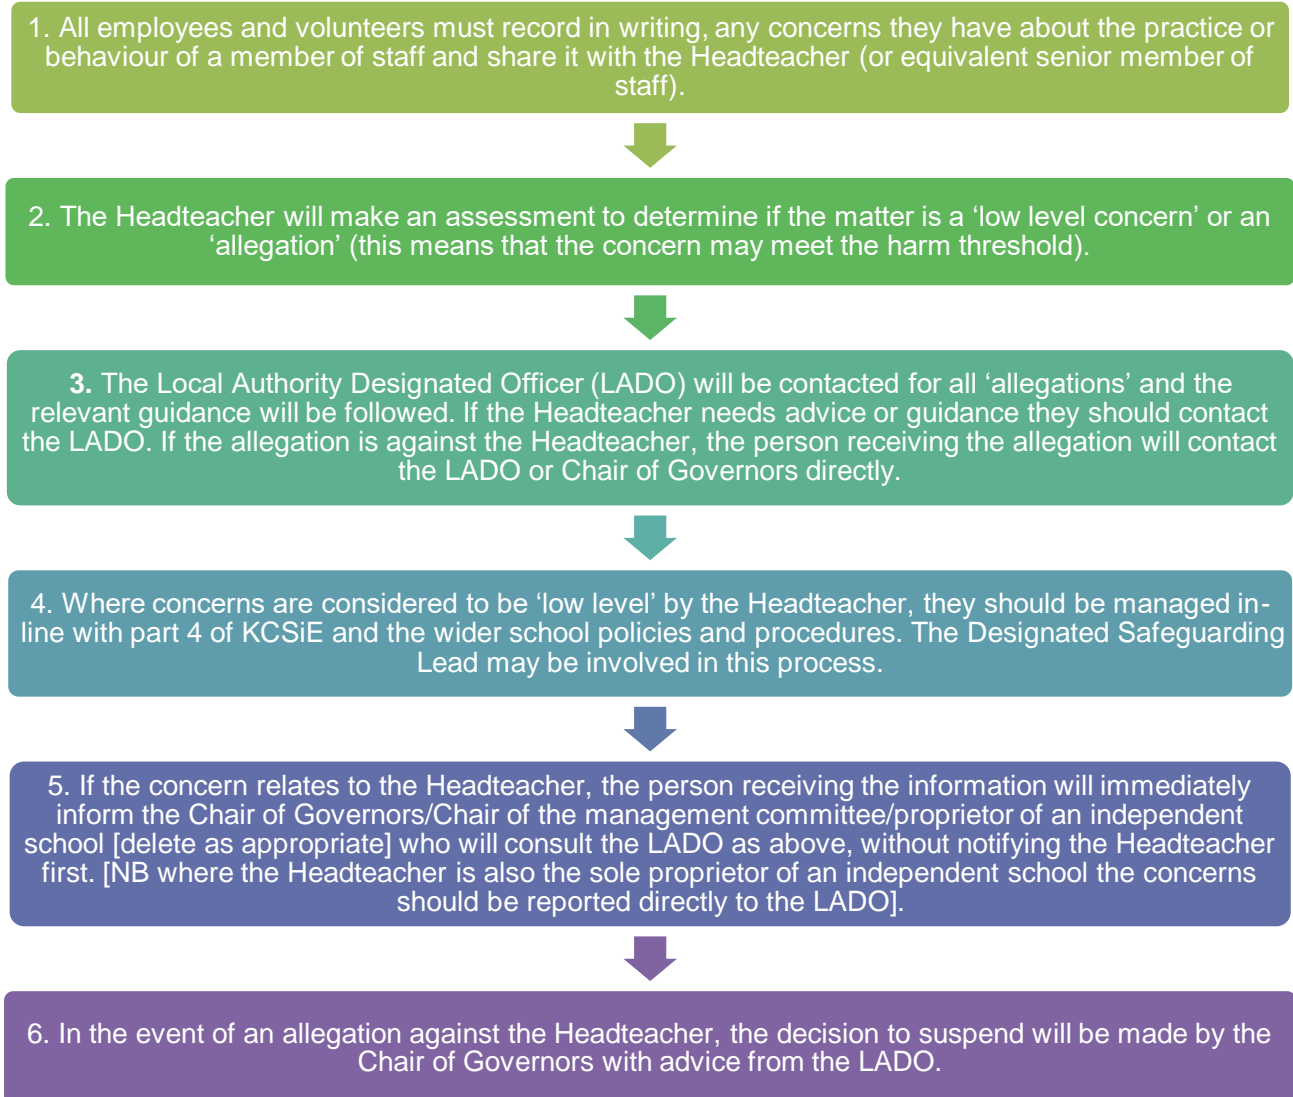 1. All employees and volunteers must record in writing, any concerns they have about the practice or
behaviour of a member of staff and share it with the Headteacher (or equivalent senior member of
staff).
2. The Headteacher will make an assessment to determine if the matter is a ‘low level concern’ or an
‘allegation’ (this means that the concern may meet the harm threshold).
3. The Local Authority Designated Officer (LADO) will be contacted for all ‘allegations’ and the
relevant guidance will be followed. If the Headteacher needs advice or guidance they should contact
the LADO. If the allegation is against the Headteacher, the person receiving the allegation will contact
the LADO or Chair of Governors directly.
4. Where concerns are considered to be ‘low level’ by the Headteacher, they should be managed in-
line with part 4 of KCSiE and the wider school policies and procedures. The Designated Safeguarding
Lead may be involved in this process.
5. If the concern relates to the Headteacher, the person receiving the information will immediately
inform the Chair of Governors/Chair of the management committee/proprietor of an independent
school [delete as appropriate] who will consult the LADO as above, without notifying the Headteacher
first. [NB where the Headteacher is also the sole proprietor of an independent school the concerns
should be reported directly to the LADO].
6. In the event of an allegation against the Headteacher, the decision to suspend will be made by the
Chair of Governors with advice from the LADO.